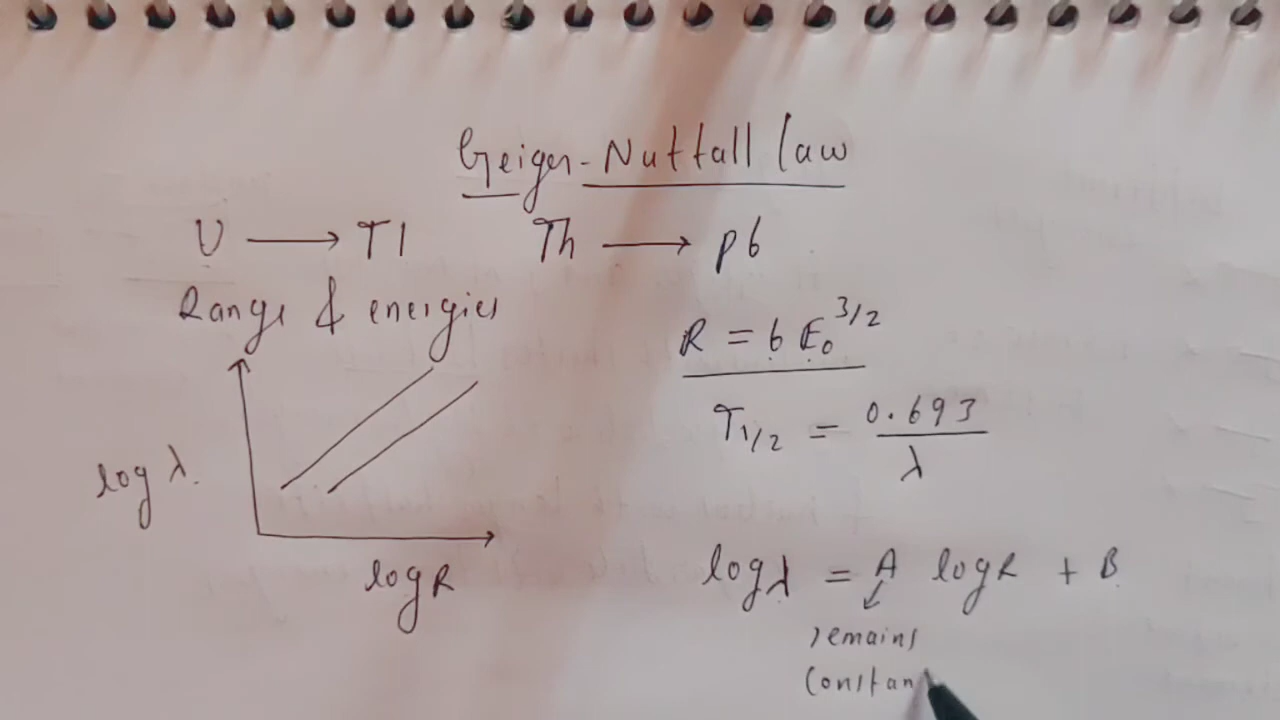 Geiger-Nuttall law
U → Tl Th → Pb
Range & energies
R = b E₀^3/2
T1/2 = 0.693/λ
log λ.
log R
log λ = A log R + B
remains
Constan